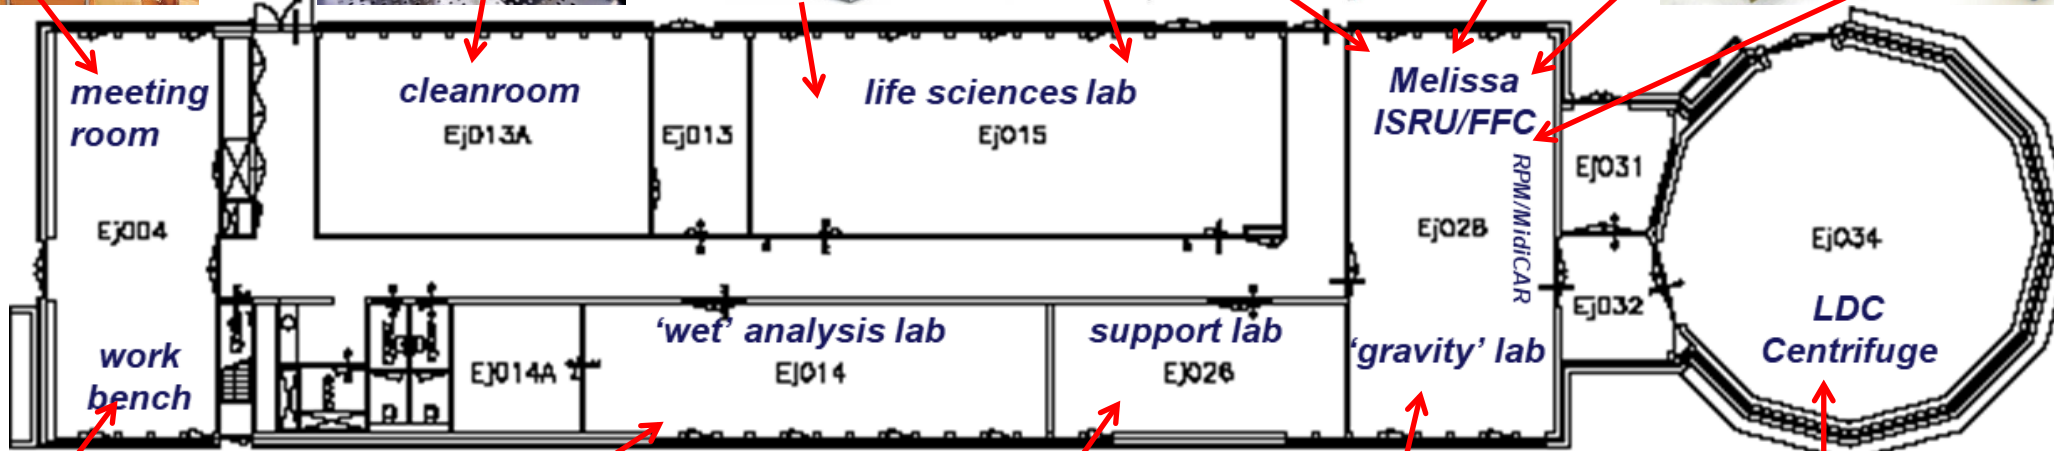 meeting
room
cleanroom
Ej013A
Ej013
life sciences lab
Ej015
Melissa
ISRU/FFC
RPM/MidiCAR
Ej031
Ej004
Ej028
Ej034
Ej032
work
bench
Ej014A
'wet' analysis lab
Ej014
support lab
Ej026
'gravity' lab
LDC
Centrifuge